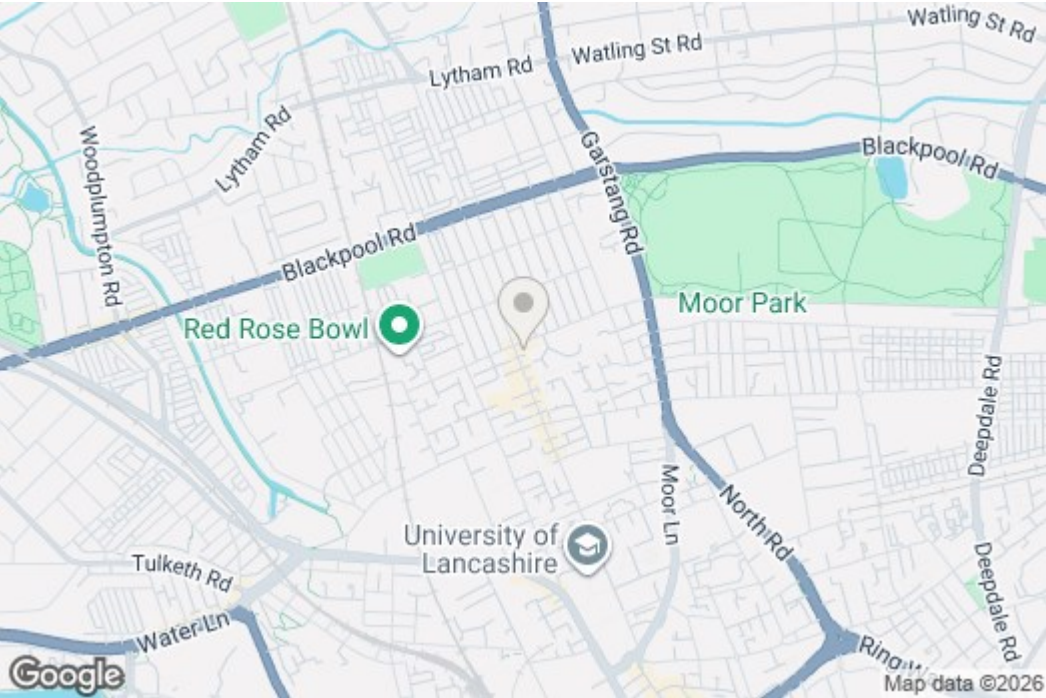 Watling St Rd
Watling St Rd
Lytham Rd
Lytham Rd
Woodplumpton Rd
Garstang Rd
Blackpool Rd
Blackpool Rd
Moor Park
Red Rose Bowl
Deepdale Rd
Moor Ln
North Rd
University of
Lancashire
Tulketh Rd
Water Ln
Deepdale Rd
Google
Map data ©2026